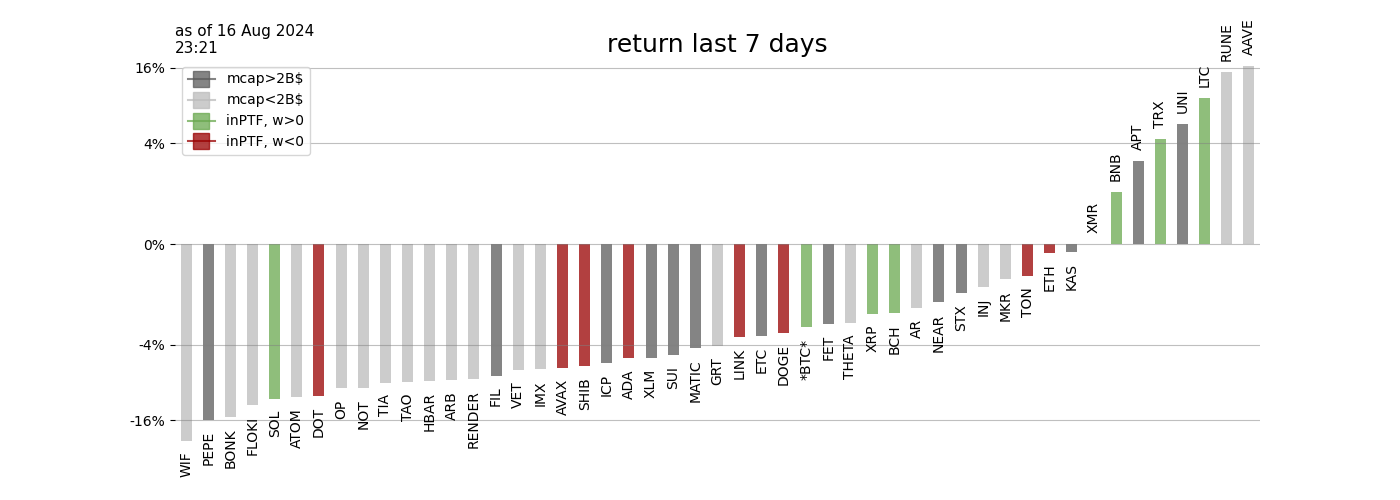 as of 16 Aug 2024
23:21
return last 7 days
mcap>2B$
mcap<2B$
inPTF, w>0
inPTF, w<0
16%
4%
0%
-4%
-16%
WIF
PEPE
BONK
FLOKI
SOL
ATOM
DOT
OP
NOT
TIA
TAO
HBAR
ARB
RENDER
FIL
VET
IMX
AVAX
SHIB
ICP
ADA
XLM
SUI
MATIC
GRT
LINK
ETC
DOGE
*BTC*
FET
THETA
XRP
BCH
AR
NEAR
STX
INJ
MKR
TON
ETH
KAS
XMR
BNB
APT
TRX
UNI
LTC
RUNE
AAVE